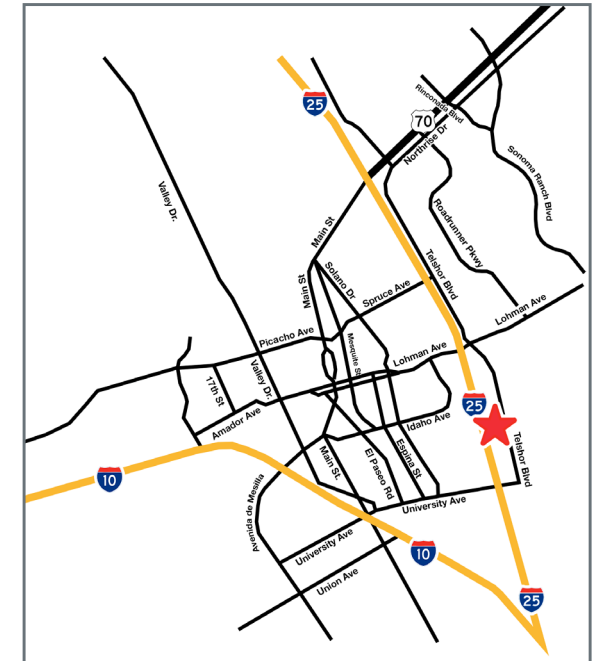 25
Rinconada Blvd
70
Northrise Dr
Sonoma Ranch Blvd
Valley Dr.
Roadrunner Pkwy
Main St
Telshor Blvd
Solano Dr
Main St
Spruce Ave
Lohman Ave
Picacho Ave
Mesquite St
Lohman Ave
17th St
Valley Dr.
25
Amador Ave
Idaho Ave
Telshor Blvd
Main St.
El Paseo Rd
Espina St
10
Avenida de Mesilla
University Ave
University Ave
10
Union Ave
25